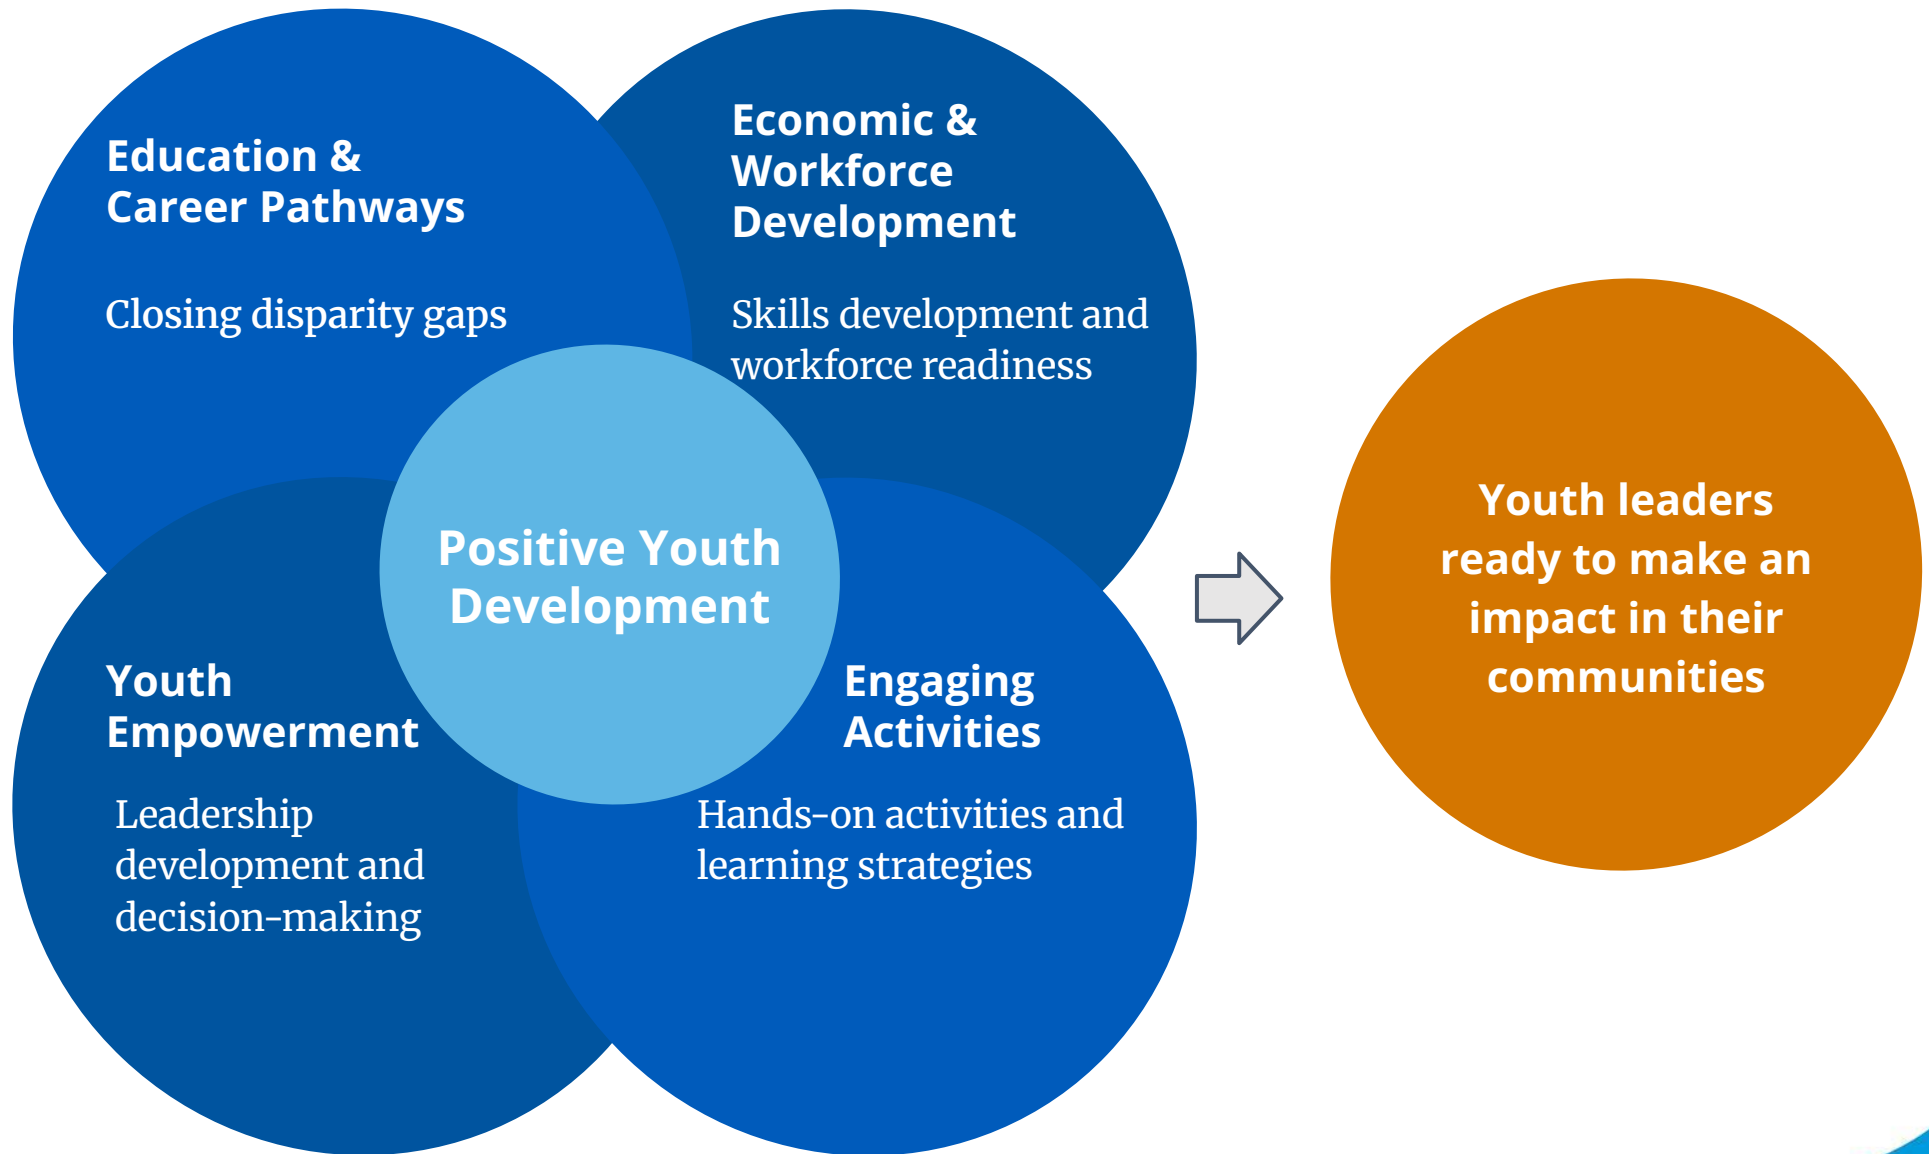 Education &
Career Pathways
Closing disparity gaps
Economic &
Workforce
Development
Skills development and
workforce readiness
Positive Youth
Development
Youth
Empowerment
Leadership
development and
decision-making
Engaging
Activities
Hands-on activities and
learning strategies
Youth leaders
ready to make an
impact in their
communities